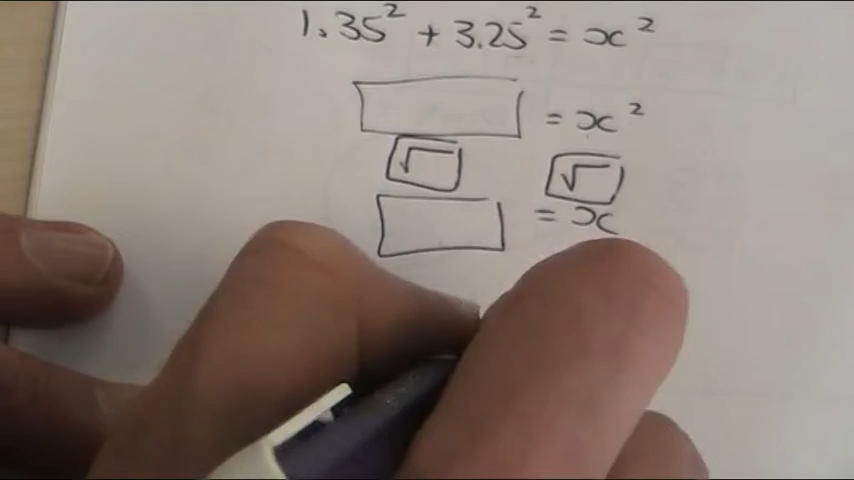 1.35² + 3.25² = x²
= x²
√ √
= x